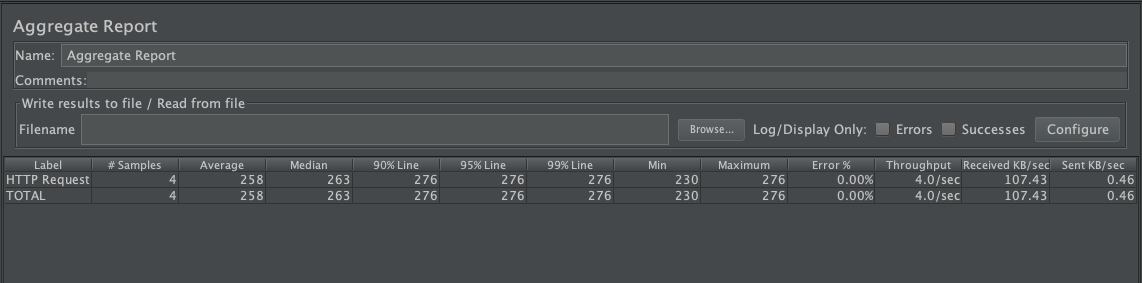 Aggregate Report
Name: Aggregate Report
Comments:
Write results to file / Read from file
Filename Browse... Log/Display Only: Errors Successes Configure
Label # Samples Average Median 90% Line 95% Line 99% Line Min Maximum Error % Throughput Received KB/sec Sent KB/sec
HTTP Request 4 258 263 276 276 276 230 276 0.00% 4.0/sec 107.43 0.46
TOTAL 4 258 263 276 276 276 230 276 0.00% 4.0/sec 107.43 0.46